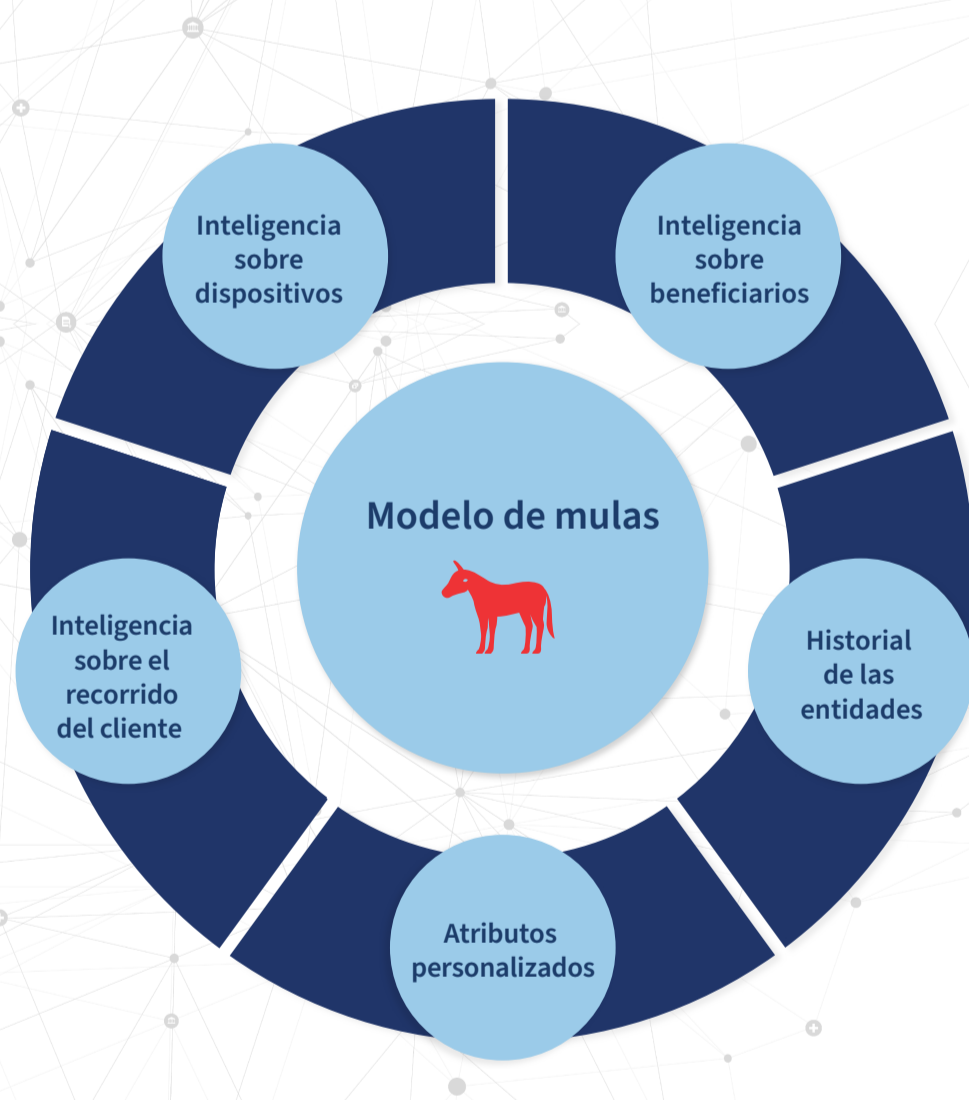 Inteligencia
sobre
dispositivos
Inteligencia
sobre
beneficiarios
Modelo de mulas
Inteligencia
sobre el
recorrido
del cliente
Historial
de las
entidades
Atributos
personalizados